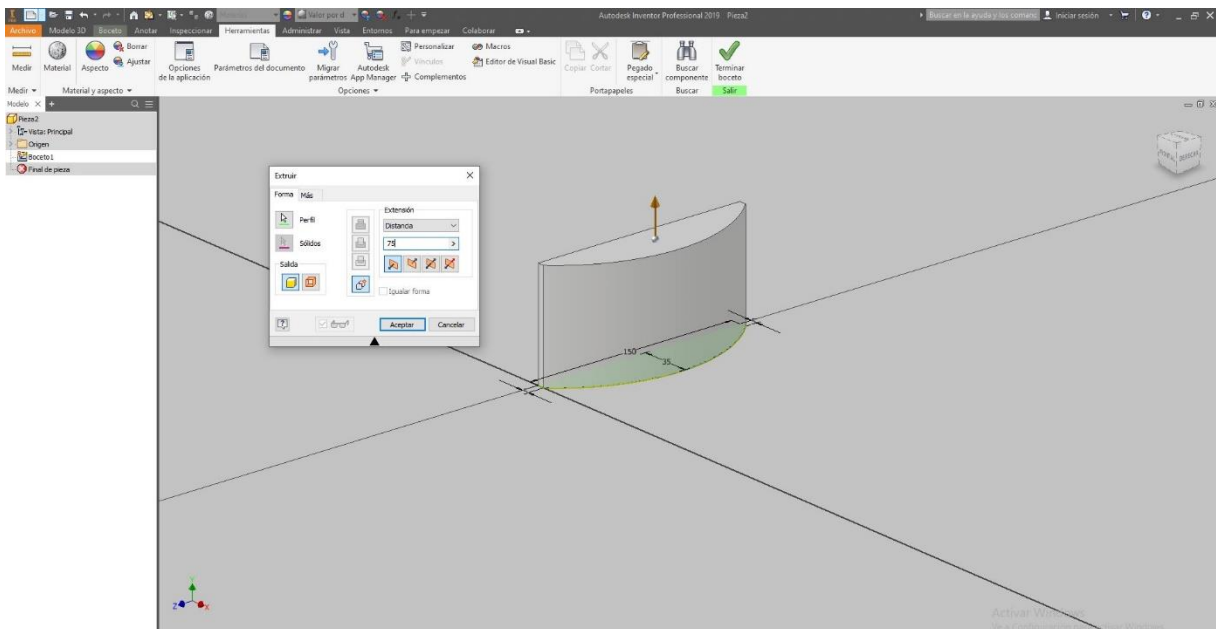 Material
Valor por d
Autodesk Inventor Professional 2019 Pieza2
Buscar en la ayuda y los comanc
Iniciar sesión
Archivo Modelo 3D Boceto Anotar Inspeccionar Herramientas Administrar Vista Entornos Para empezar Colaborar
Medir
Material
Aspecto
Borrar
Ajustar
Opciones
de la aplicación
Parámetros del documento
Migrar
parámetros
Autodesk
App Manager
Personalizar
Vínculos
Complementos
Macros
Editor de Visual Basic
Copiar Cortar
Pegado
especial
Buscar
componente
Terminar
boceto
Medir
Material y aspecto
Opciones
Portapapeles
Buscar
Salir
Modelo
Pieza2
Vista: Principal
Origen
Boceto1
Final de pieza
Extruir
Forma Más
Perfil
Sólidos
Salida
Extensión
Distancia
75
Igualar forma
Aceptar Cancelar
150
35
Y
Z X
Activar Windows